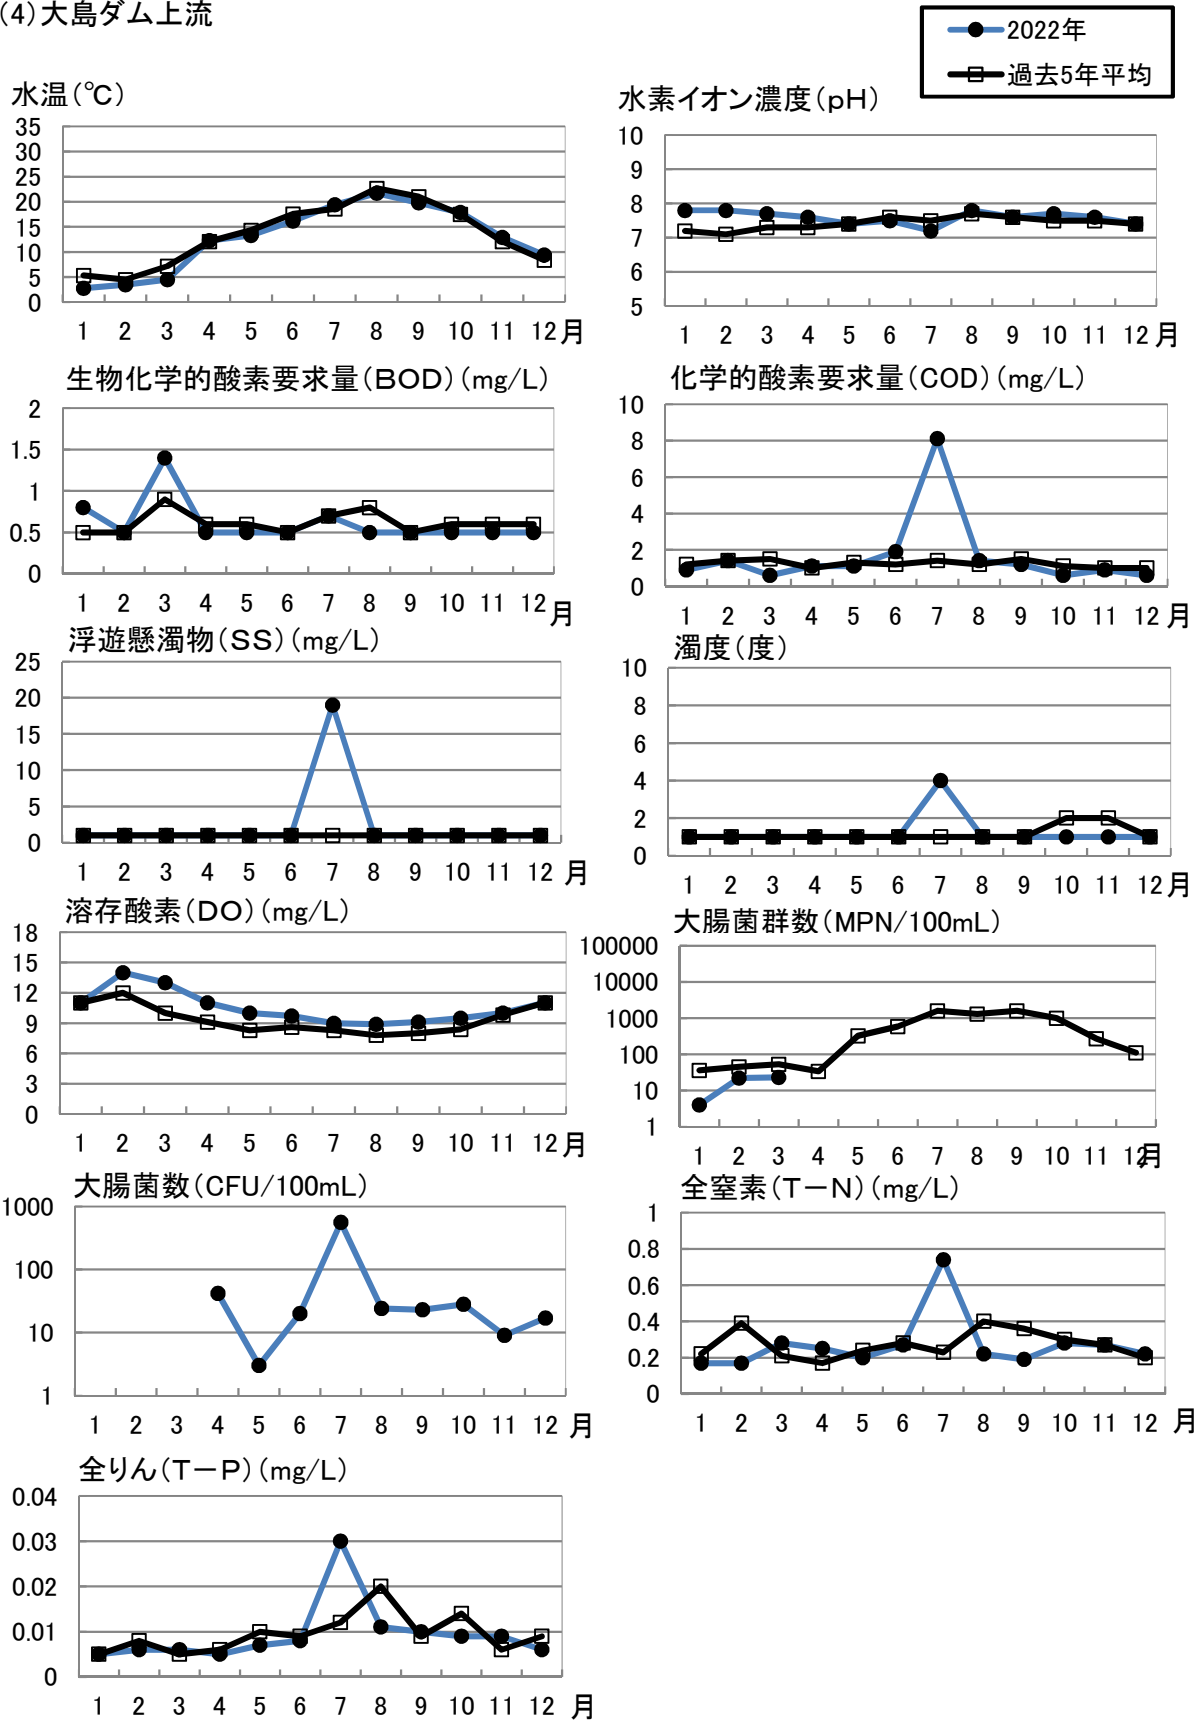 (4)大島ダム上流
2022年
過去5年平均
水温(℃)
35
30
25
20
15
10
5
0
1 2 3 4 5 6 7 8 9 10 11 12 月
水素イオン濃度(pH)
10
9
8
7
6
5
1 2 3 4 5 6 7 8 9 10 11 12 月
生物化学的酸素要求量(BOD)(mg/L)
2
1.5
1
0.5
0
1 2 3 4 5 6 7 8 9 10 11 12 月
化学的酸素要求量(COD)(mg/L)
10
8
6
4
2
0
1 2 3 4 5 6 7 8 9 10 11 12 月
浮遊懸濁物(SS)(mg/L)
25
20
15
10
5
0
1 2 3 4 5 6 7 8 9 10 11 12 月
濁度(度)
10
8
6
4
2
0
1 2 3 4 5 6 7 8 9 10 11 12 月
溶存酸素(DO)(mg/L)
18
15
12
9
6
3
0
1 2 3 4 5 6 7 8 9 10 11 12 月
大腸菌群数(MPN/100mL)
100000
10000
1000
100
10
1
1 2 3 4 5 6 7 8 9 10 11 12 月
大腸菌数(CFU/100mL)
1000
100
10
1
1 2 3 4 5 6 7 8 9 10 11 12 月
全窒素(T-N)(mg/L)
1
0.8
0.6
0.4
0.2
0
1 2 3 4 5 6 7 8 9 10 11 12 月
全りん(T-P)(mg/L)
0.04
0.03
0.02
0.01
0
1 2 3 4 5 6 7 8 9 10 11 12 月